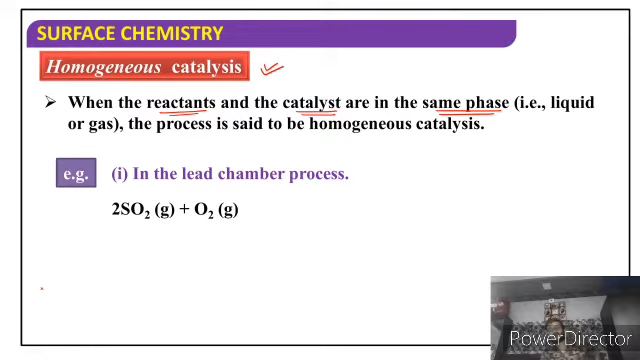 SURFACE CHEMISTRY
Homogeneous catalysis
➢ When the reactants and the catalyst are in the same phase (i.e., liquid
or gas), the process is said to be homogeneous catalysis.
e.g. (i) In the lead chamber process.
2SO₂ (g) + O₂ (g)
PowerDirector